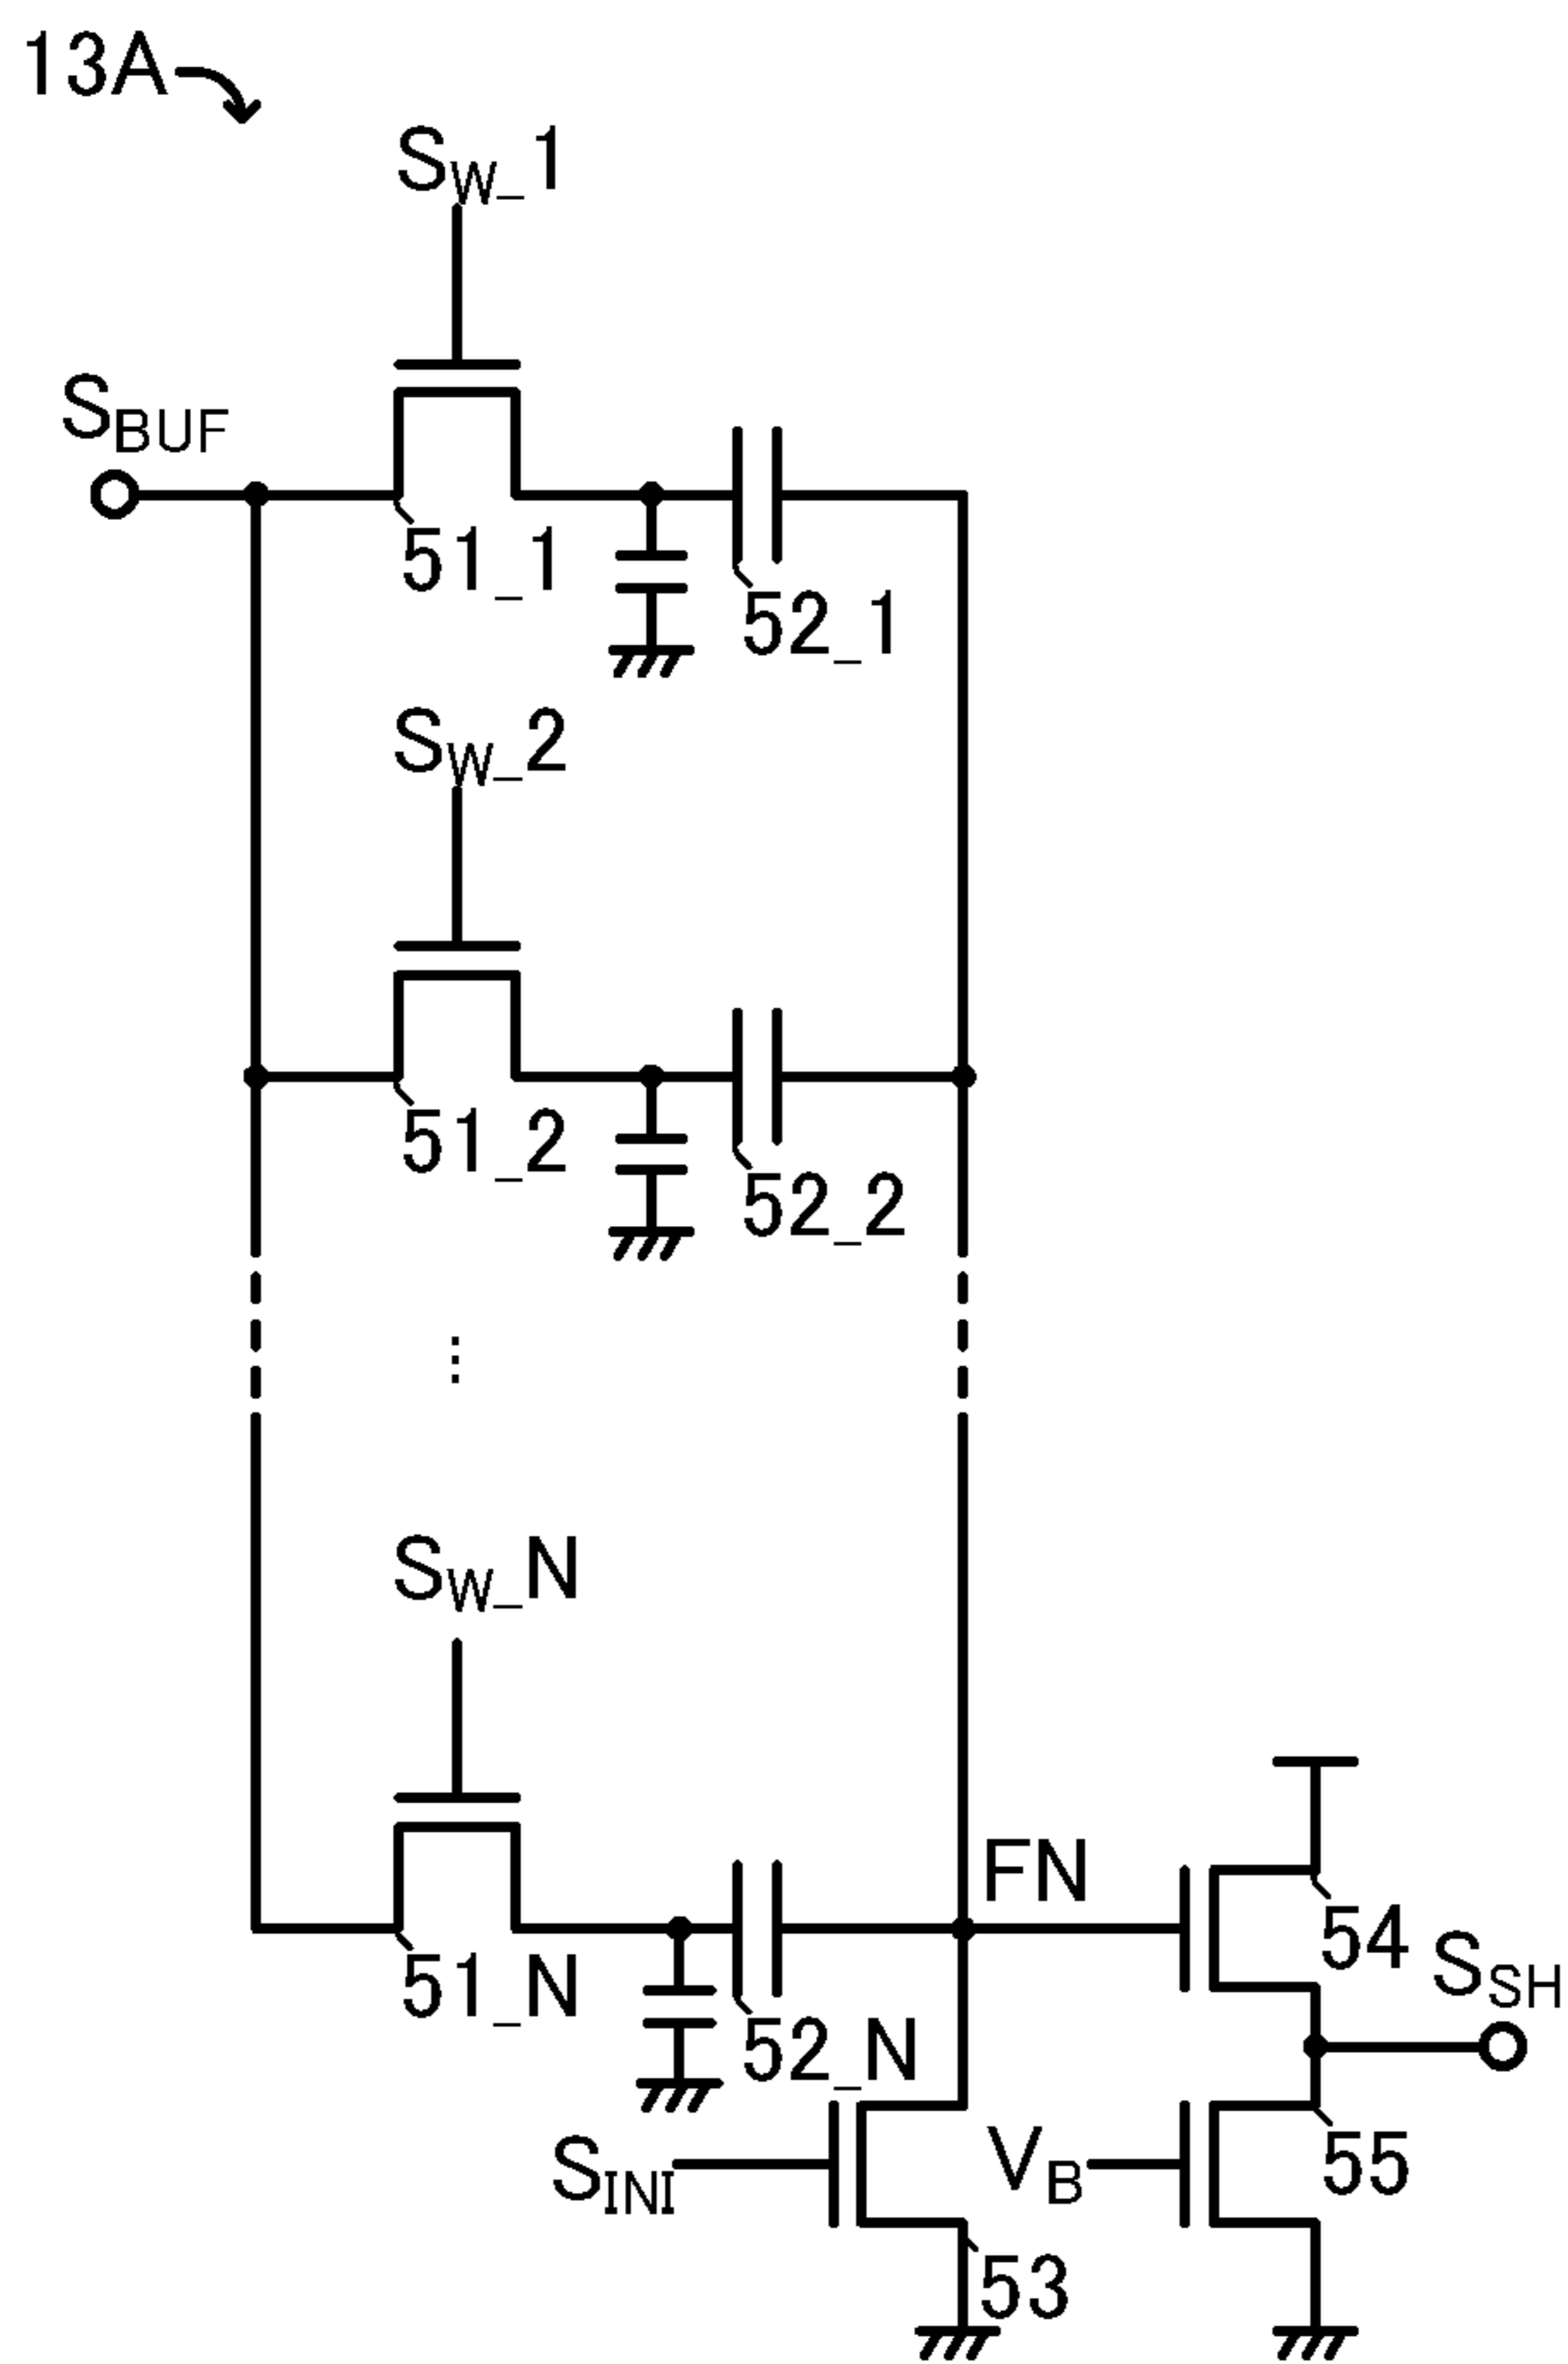 13A
Sw_1
SBUF
51_1
52_1
Sw_2
51_2
52_2
⋮
Sw_N
FN
51_N
54
SSH
52_N
SINI
VB
55
53